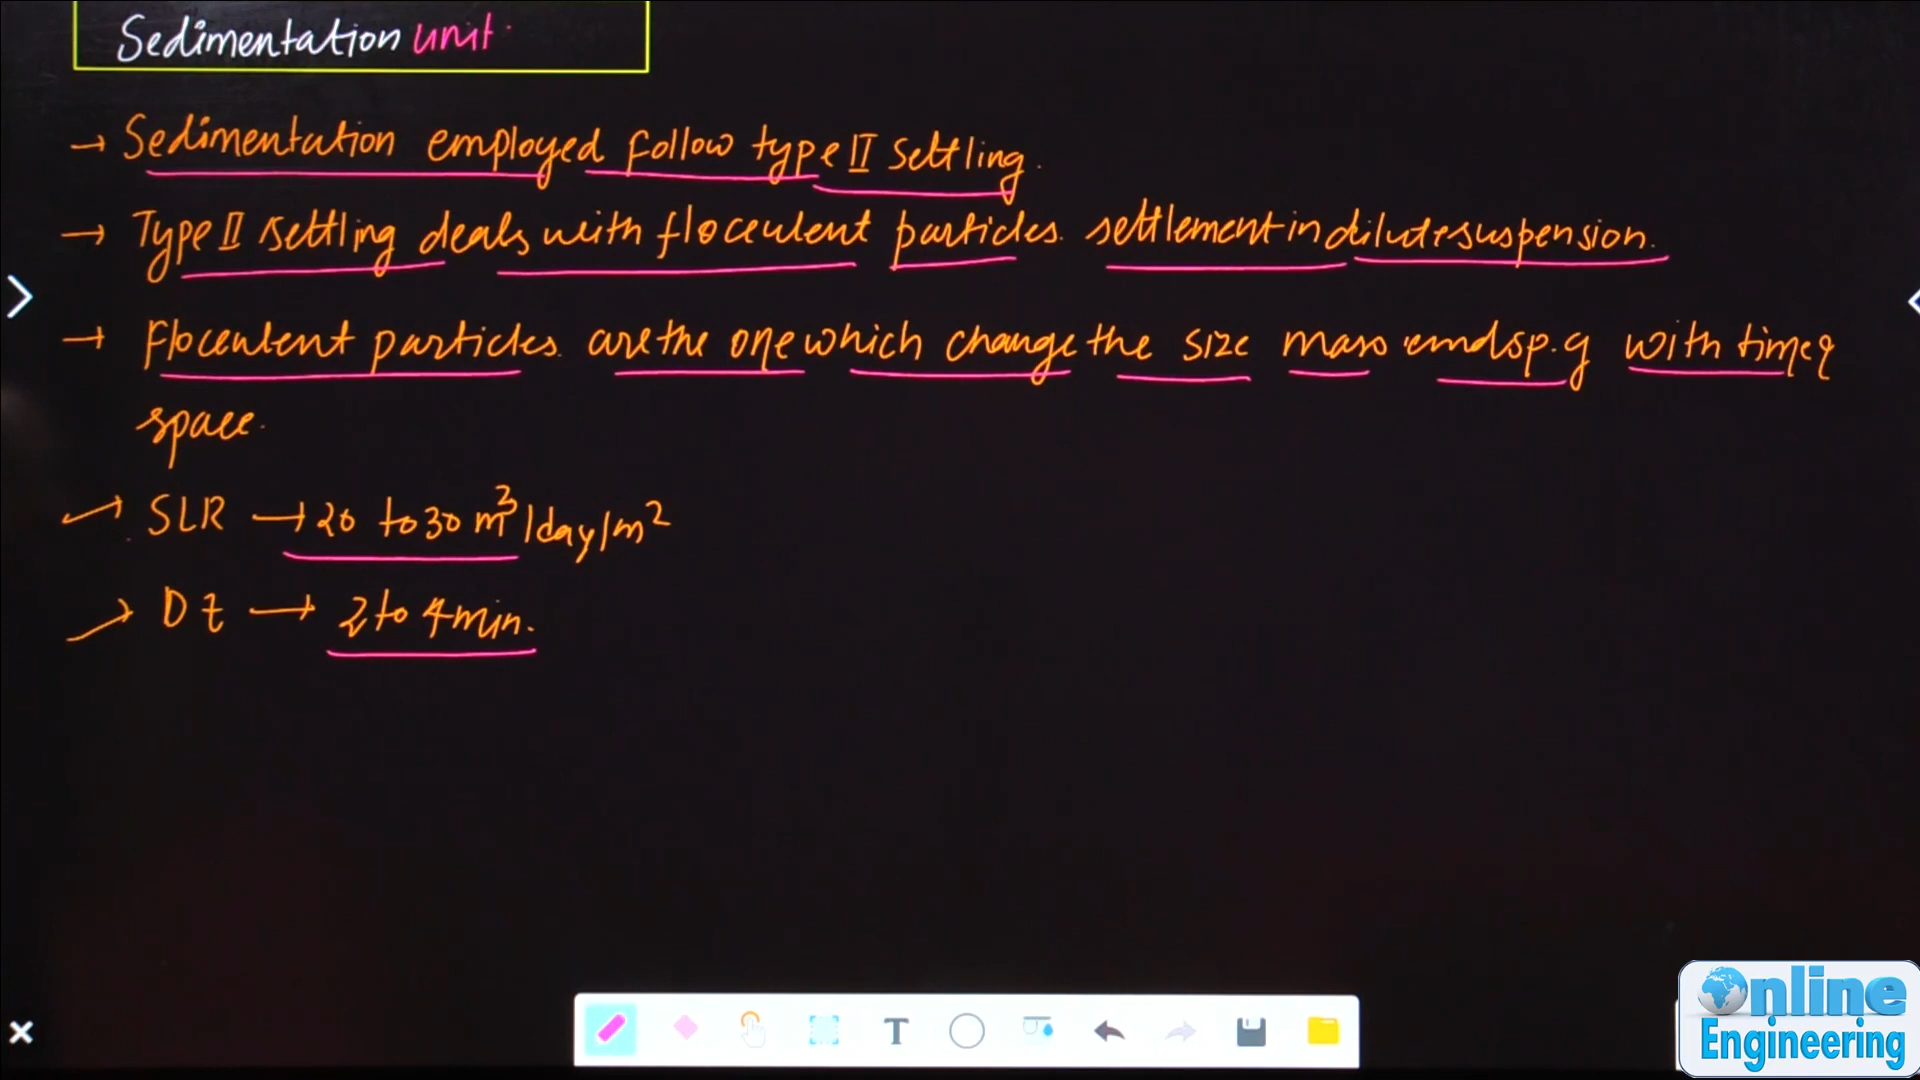 Sedimentation unit.
→ Sedimentation employed follow type II settling.
→ Type II settling deals with flocculent particles. settlement in dilute suspension.
→ Flocculent particles. are the one which change the size mass and sp. g with time &
space.
→ SLR → 20 to 30 m³/day/m²
→ Dt → 2 to 4 min.
T
Online
Engineering